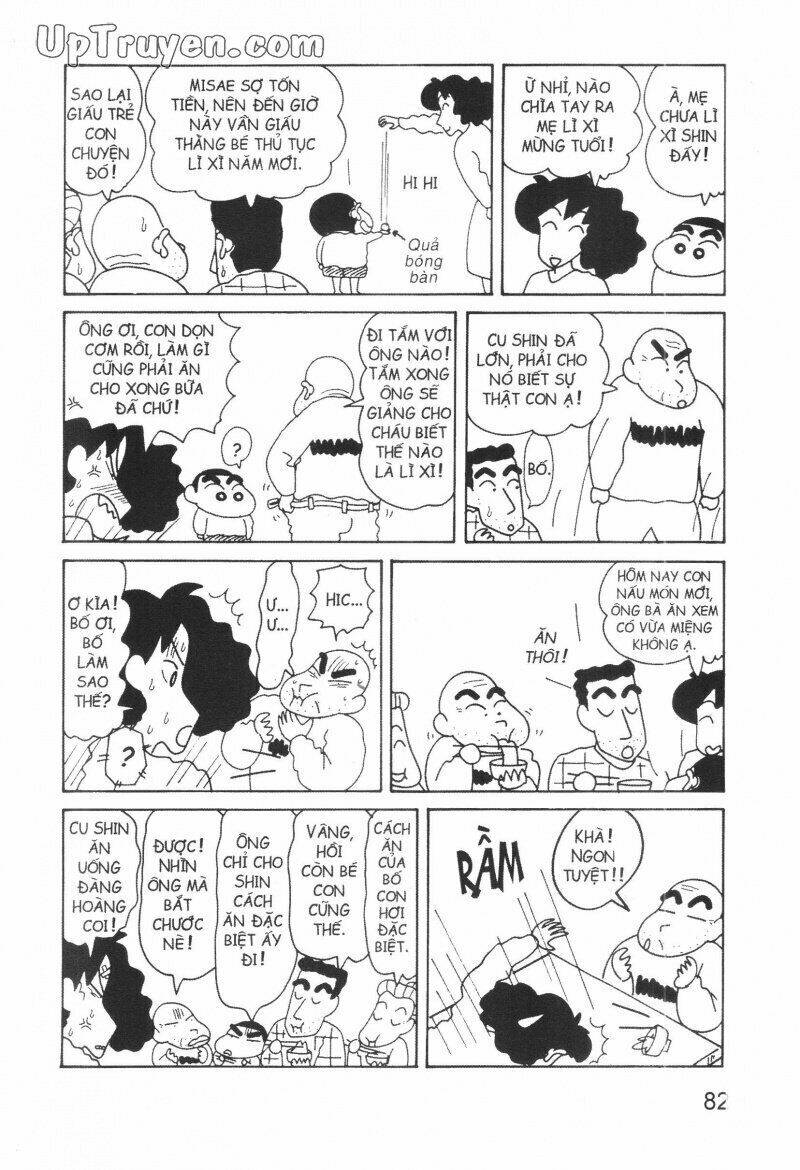 UpTruyen.com
À, MẸ
CHƯA LÌ
XÌ SHIN
ĐẤY!
Ừ NHỈ, NÀO
CHÌA TAY RA
MẸ LÌ XÌ
MỪNG TUỔI!
HI HI
Quả
bóng
bàn
MISAE SỢ TỐN
TIỀN, NÊN ĐẾN GIỜ
NÀY VẪN GIẤU
THẰNG BÉ THỦ TỤC
LÌ XÌ NĂM MỚI.
SAO LẠI
GIẤU TRẺ
CON
CHUYỆN
ĐÓ!
CU SHIN ĐÃ
LỚN, PHẢI CHO
NÓ BIẾT SỰ
THẬT CON Ạ!
BỐ.
ĐI TẮM VỚI
ÔNG NÀO!
TẮM XONG
ÔNG SẼ
GIẢNG CHO
CHÁU BIẾT
THẾ NÀO
LÀ LÌ XÌ!
?
ÔNG ƠI, CON DỌN
CƠM RỒI, LÀM GÌ
CŨNG PHẢI ĂN
CHO XONG BỮA
ĐÃ CHỨ!
HÔM NAY CON
NẤU MÓN MỚI,
ÔNG BÀ ĂN XEM
CÓ VỪA MIỆNG
KHÔNG Ạ.
ĂN
THÔI!
HIC...
Ư...
Ư...
Ơ KÌA!
BỐ ƠI,
BỐ
LÀM
SAO
THẾ?
?
KHÀ!
NGON
TUYỆT!!
RẦM
CÁCH
ĂN
CỦA
BỐ
CON
HƠI
ĐẶC
BIỆT.
VÂNG,
HỒI
CÒN BÉ
CON
CŨNG
THẾ.
ÔNG
CHỈ CHO
SHIN
CÁCH
ĂN ĐẶC
BIỆT ẤY
ĐI!
ĐƯỢC!
NHÌN
ÔNG MÀ
BẮT
CHƯỚC
NÈ!
CU SHIN
ĂN
UỐNG
ĐÀNG
HOÀNG
COI!
82